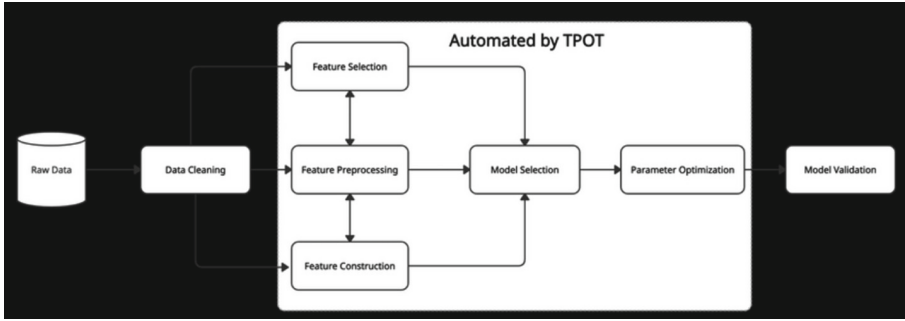 Automated by TPOT
Feature Selection
Raw Data
Data Cleaning
Feature Preprocessing
Model Selection
Parameter Optimization
Model Validation
Feature Construction